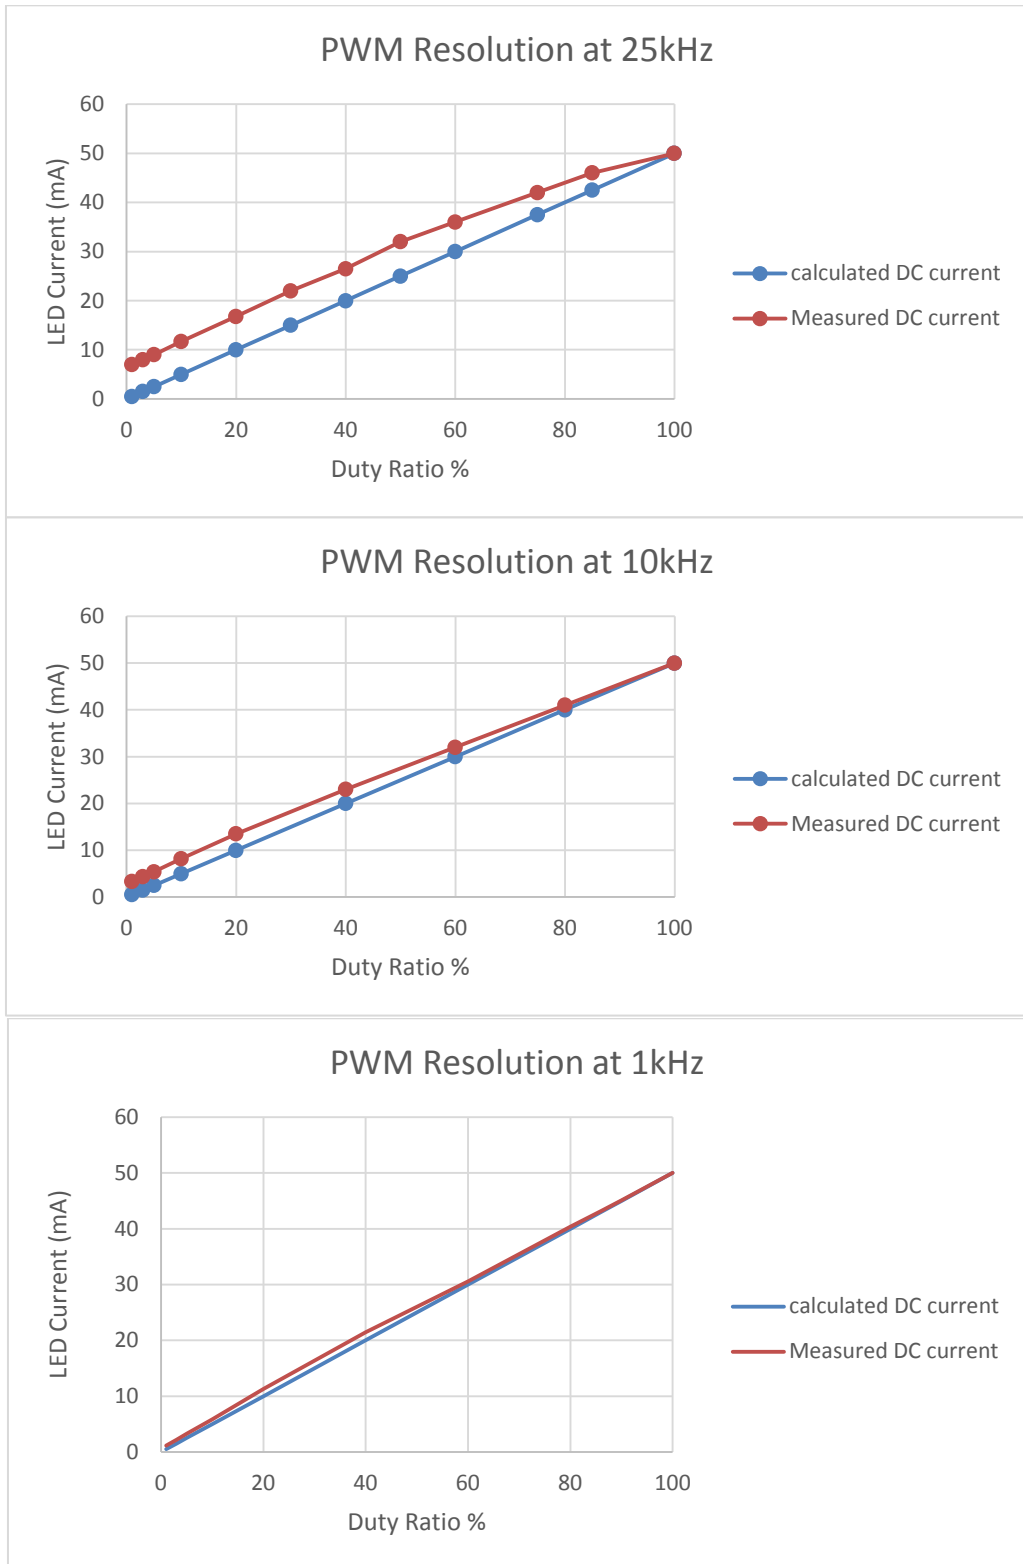 PWM Resolution at 25kHz
60
50
40
30
20
10
0
0 20 40 60 80 100
LED Current (mA)
Duty Ratio %
calculated DC current
Measured DC current
PWM Resolution at 10kHz
60
50
40
30
20
10
0
0 20 40 60 80 100
LED Current (mA)
Duty Ratio %
calculated DC current
Measured DC current
PWM Resolution at 1kHz
60
50
40
30
20
10
0
0 20 40 60 80 100
LED Current (mA)
Duty Ratio %
calculated DC current
Measured DC current